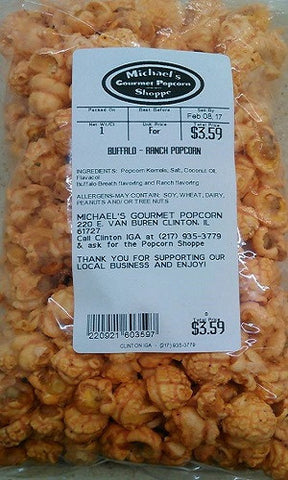 Michael's
Gourmet Popcorn
Shoppe
Packed On Best Before Sell By
Feb 08, 17
Net Wt/Ct Unit Price Total Price
1 For $3.59
BUFFALO - RANCH POPCORN
INGREDIENTS: Popcorn Kernels, Salt, Coconut Oil,
Flavacol
Buffalo Breath flavoring and Ranch flavoring
ALLERGENS-MAY CONTAIN: SOY, WHEAT, DAIRY,
PEANUTS AND/ OR TREE NUTS
MICHAEL'S GOURMET POPCORN
220 E. VAN BUREN CLINTON, IL
61727
Call Clinton IGA at (217) 935-3779
& ask for the Popcorn Shoppe
THANK YOU FOR SUPPORTING OUR
LOCAL BUSINESS AND ENJOY!
Total Price
$3.59
220921 603597
CLINTON IGA - (217) 935-3779